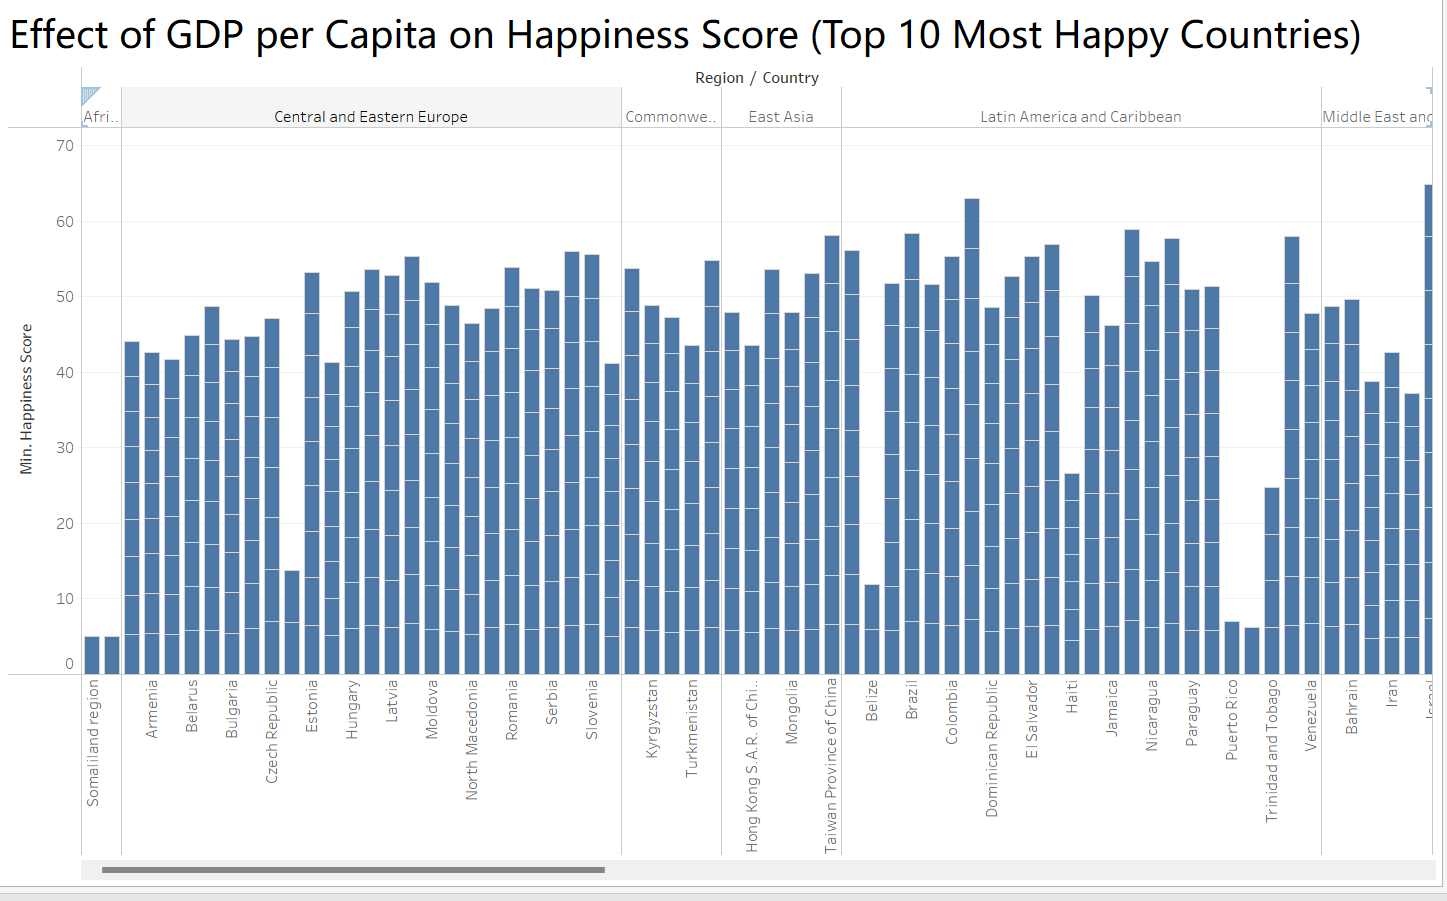 Effect of GDP per Capita on Happiness Score (Top 10 Most Happy Countries)
Region / Country
Afri..
Central and Eastern Europe
Commonwe..
East Asia
Latin America and Caribbean
Middle East and
Min. Happiness Score
70
60
50
40
30
20
10
0
Somaliland region
Armenia
Belarus
Bulgaria
Czech Republic
Estonia
Hungary
Latvia
Moldova
North Macedonia
Romania
Serbia
Slovenia
Kyrgyzstan
Turkmenistan
Hong Kong S.A.R. of Chi..
Mongolia
Taiwan Province of China
Belize
Brazil
Colombia
Dominican Republic
El Salvador
Haiti
Jamaica
Nicaragua
Paraguay
Puerto Rico
Trinidad and Tobago
Venezuela
Bahrain
Iran
Israel